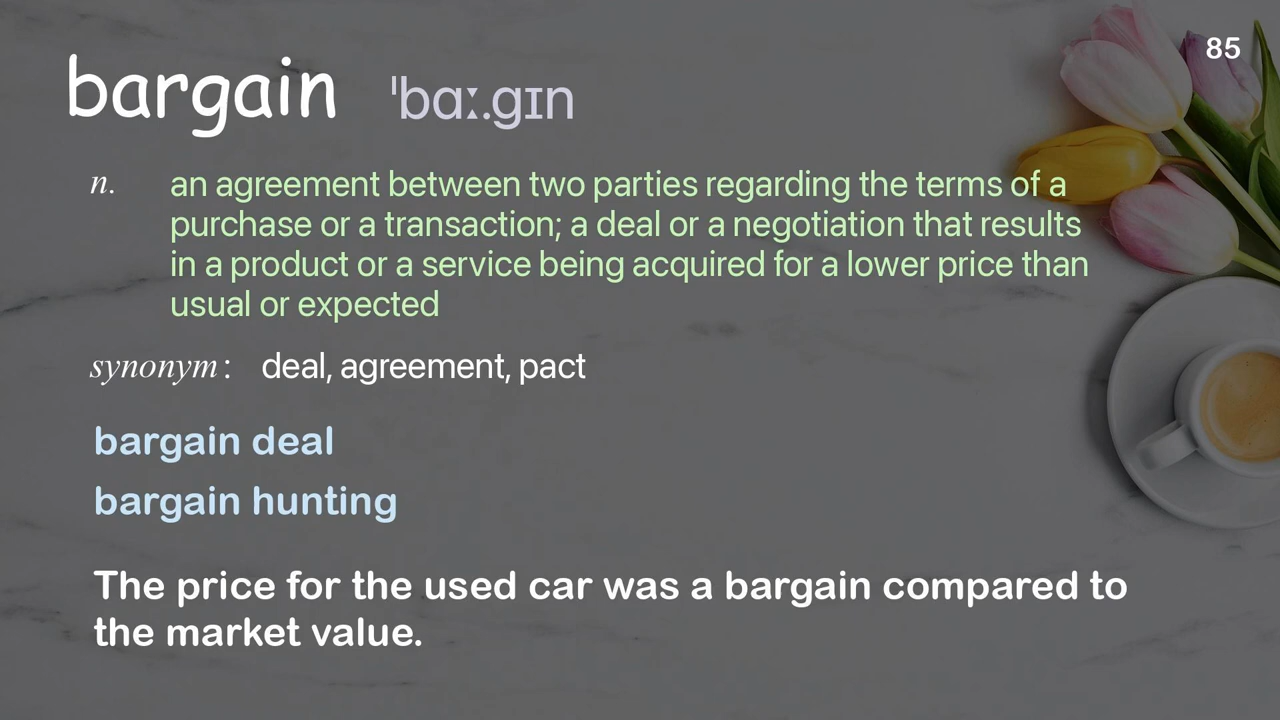 85
bargain ˈbɑː.gɪn
n. an agreement between two parties regarding the terms of a
purchase or a transaction; a deal or a negotiation that results
in a product or a service being acquired for a lower price than
usual or expected
synonym: deal, agreement, pact
bargain deal
bargain hunting
The price for the used car was a bargain compared to
the market value.